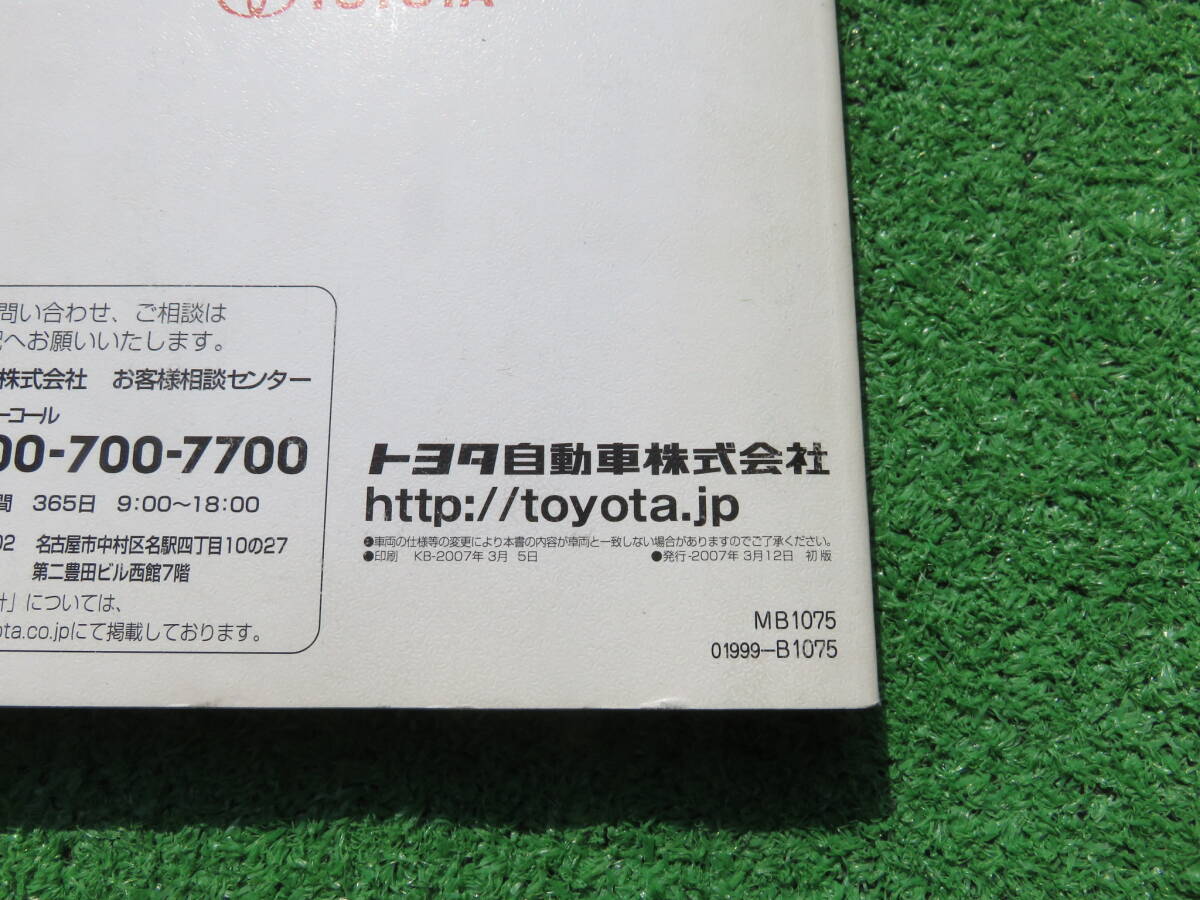 TOYOTA
問い合わせ、ご相談は
へお願いいたします。
株式会社 お客様相談センター
ーコール
00-700-7700
間 365日 9:00〜18:00
02 名古屋市中村区名駅四丁目10の27
第二豊田ビル西館7階
」については、
ota.co.jpにて掲載しております。
トヨタ自動車株式会社
http://toyota.jp
●車両の仕様等の変更により本書の内容が車両と一致しない場合がありますのでご了承ください。
●印刷 KB-2007年 3月 5日 ●発行-2007年 3月12日 初版
MB1075
01999-B1075